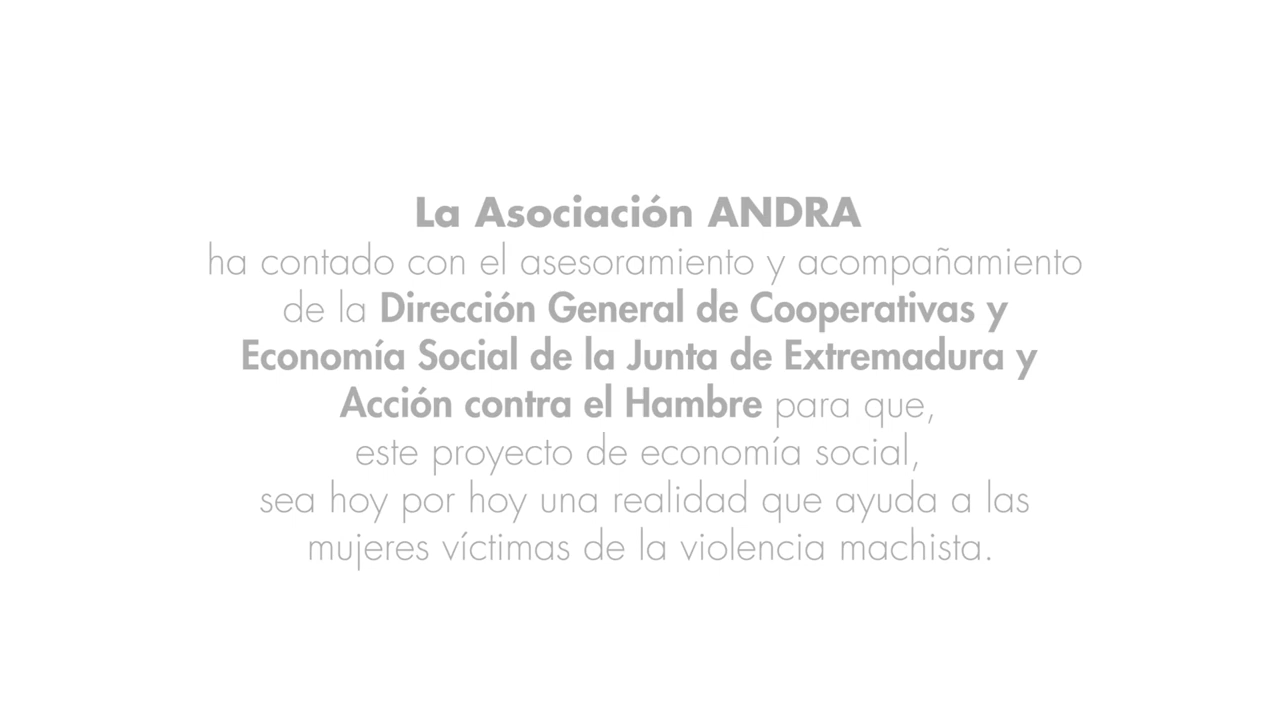 La Asociación ANDRA
ha contado con el asesoramiento y acompañamiento
de la Dirección General de Cooperativas y
Economía Social de la Junta de Extremadura y
Acción contra el Hambre para que,
este proyecto de economía social,
sea hoy por hoy una realidad que ayuda a las
mujeres víctimas de la violencia machista.